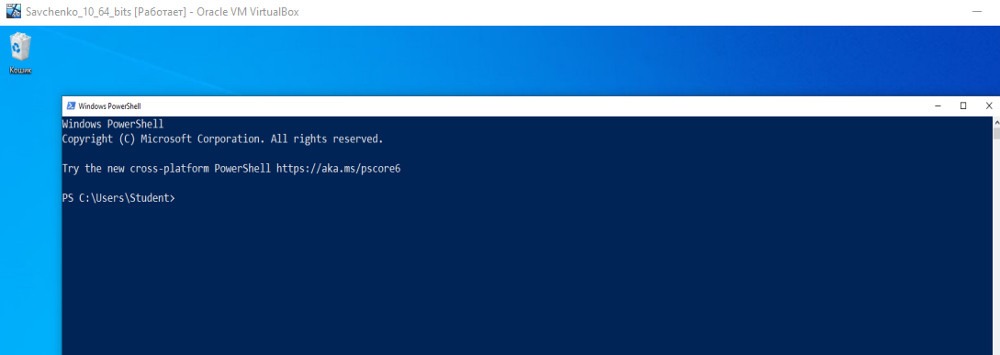 Savchenko_10_64_bits [Работает] - Oracle VM VirtualBox
Кошик
Windows PowerShell
Windows PowerShell
Copyright (C) Microsoft Corporation. All rights reserved.
Try the new cross-platform PowerShell https://aka.ms/pscore6
PS C:\Users\Student>